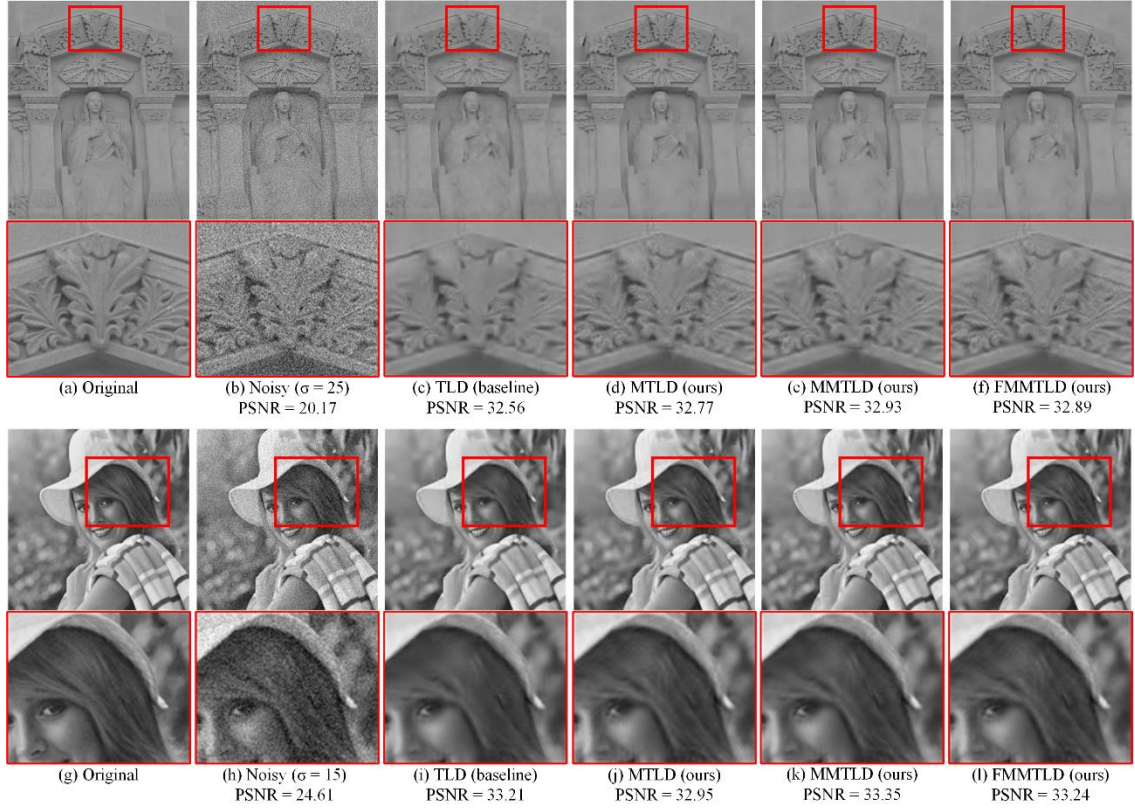 (a) Original
(b) Noisy (σ = 25)
PSNR = 20.17
(c) TLD (baseline)
PSNR = 32.56
(d) MTLD (ours)
PSNR = 32.77
(c) MMTLD (ours)
PSNR = 32.93
(f) FMMTLD (ours)
PSNR = 32.89
(g) Original
(h) Noisy (σ = 15)
PSNR = 24.61
(i) TLD (baseline)
PSNR = 33.21
(j) MTLD (ours)
PSNR = 32.95
(k) MMTLD (ours)
PSNR = 33.35
(l) FMMTLD (ours)
PSNR = 33.24